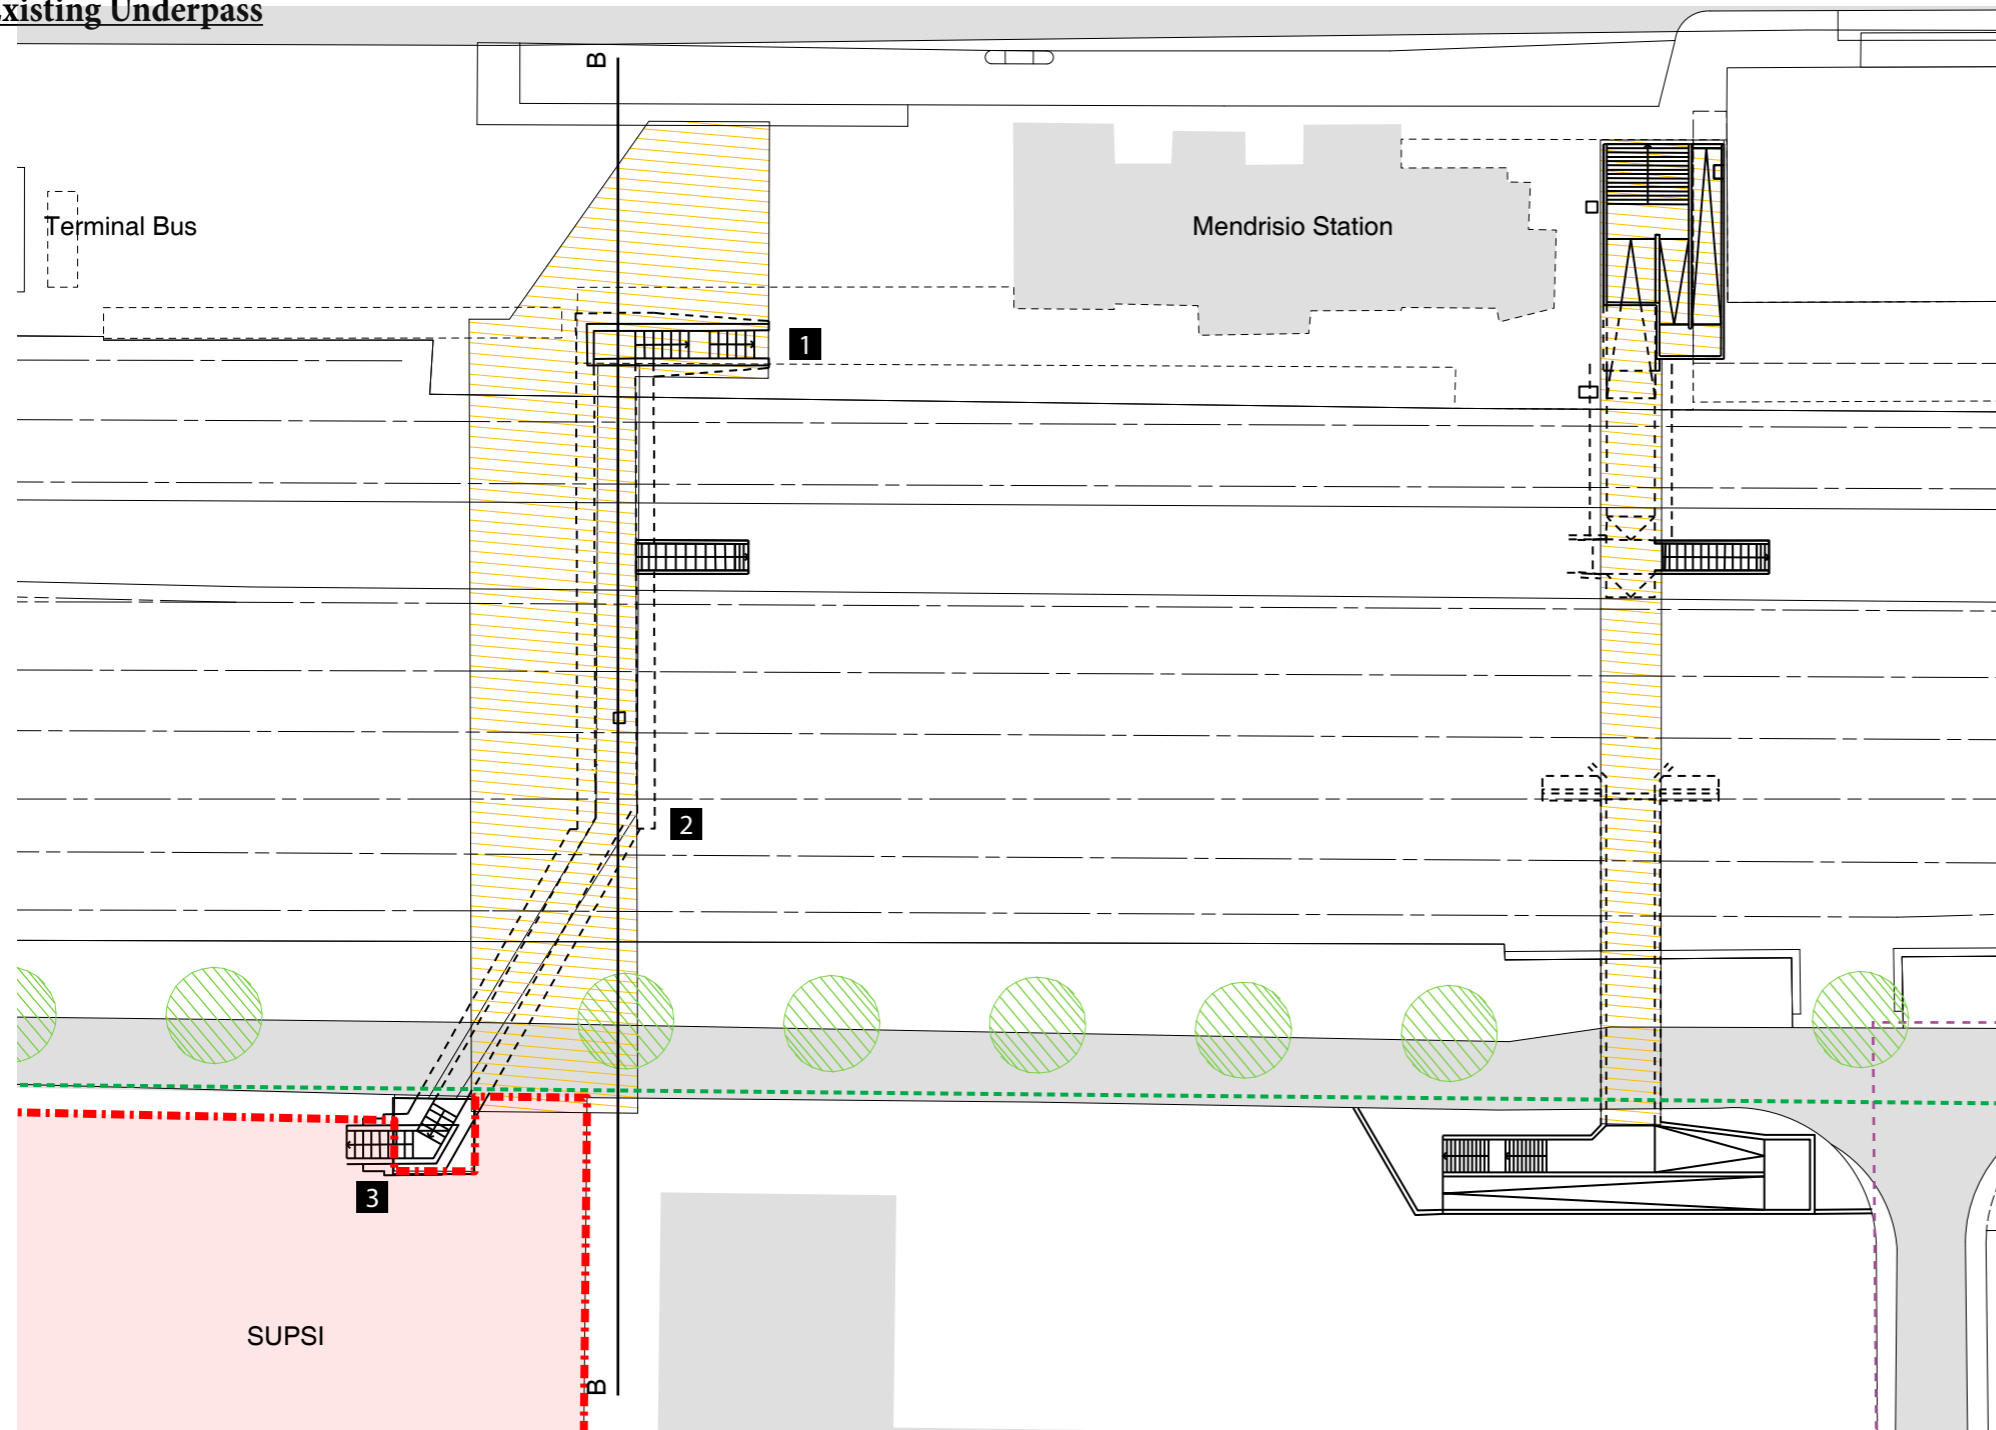 xisting Underpass
B
Terminal Bus
Mendrisio Station
1
2
3
SUPSI
B